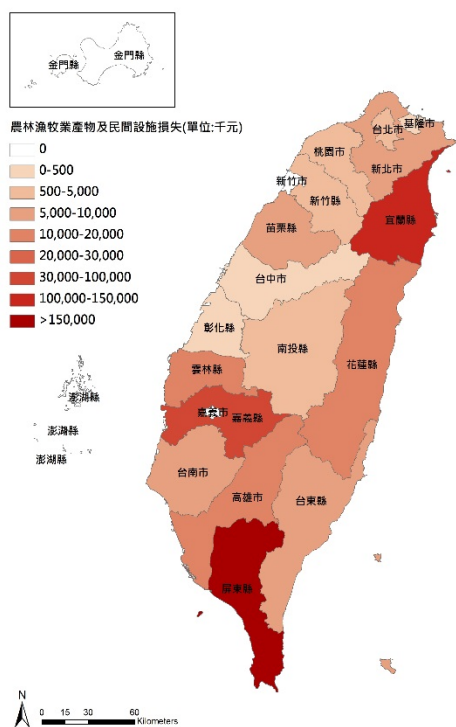 金門縣
金門縣
農林漁牧業產物及民間設施損失(單位:千元)
0
0-500
500-5,000
5,000-10,000
10,000-20,000
20,000-30,000
30,000-100,000
100,000-150,000
>150,000
基隆市
台北市
桃園市
新北市
新竹市
新竹縣
宜蘭縣
苗栗縣
台中市
彰化縣
南投縣
花蓮縣
雲林縣
澎湖縣
嘉義市
嘉義縣
澎湖縣
澎湖縣
台南市
台東縣
高雄市
屏東縣
N
0 15 30 60
Kilometers